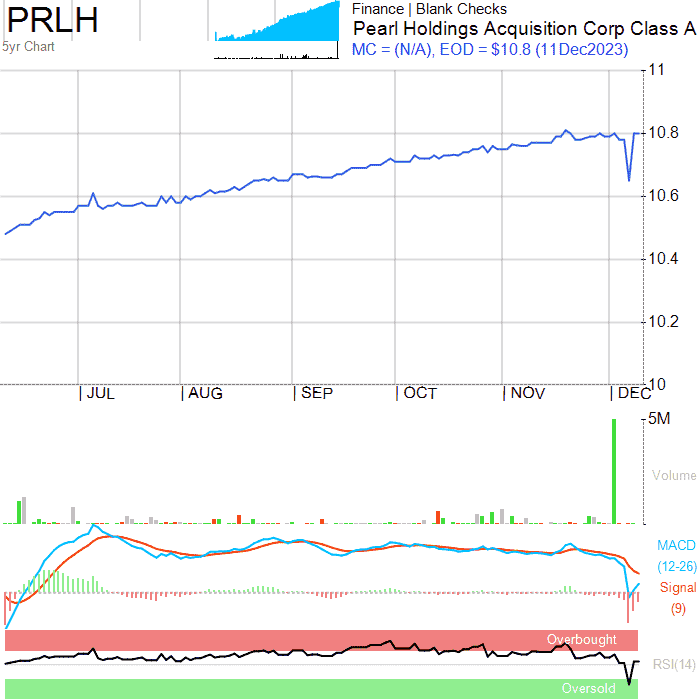 PRLH
5yr Chart
Finance | Blank Checks
Pearl Holdings Acquisition Corp Class A
MC = (N/A), EOD = $10.8 (11Dec2023)
11
10.8
10.6
10.4
10.2
10
| JUL | AUG | SEP | OCT | NOV | DEC
5M
Volume
MACD
(12-26)
Signal
(9)
Overbought
RSI(14)
Oversold